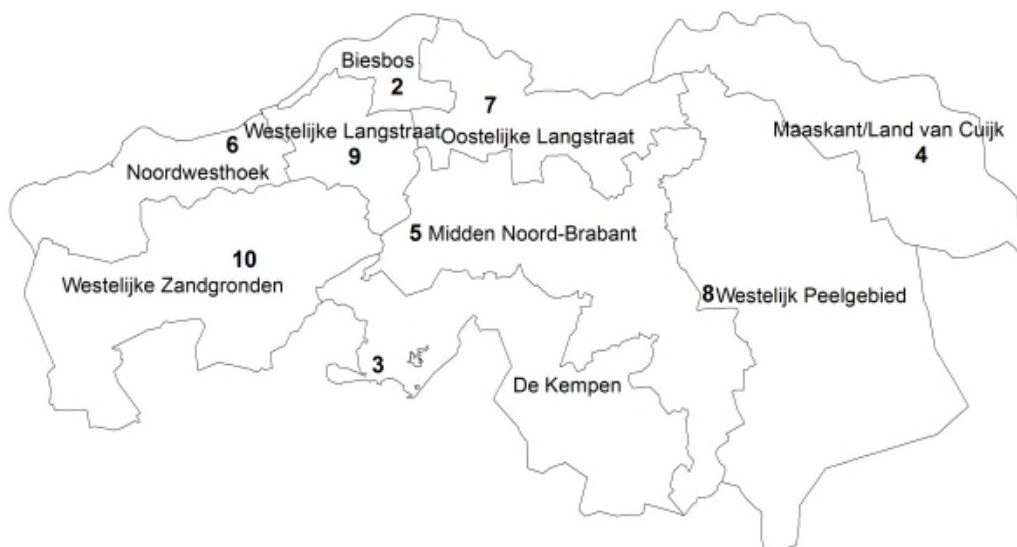 Biesbos
2
7
Westelijke Langstraat
Oostelijke Langstraat
Maaskant/Land van Cuijk
4
6
9
Noordwesthoek
5 Midden Noord-Brabant
10
Westelijke Zandgronden
8 Westelijk Peelgebied
3
De Kempen